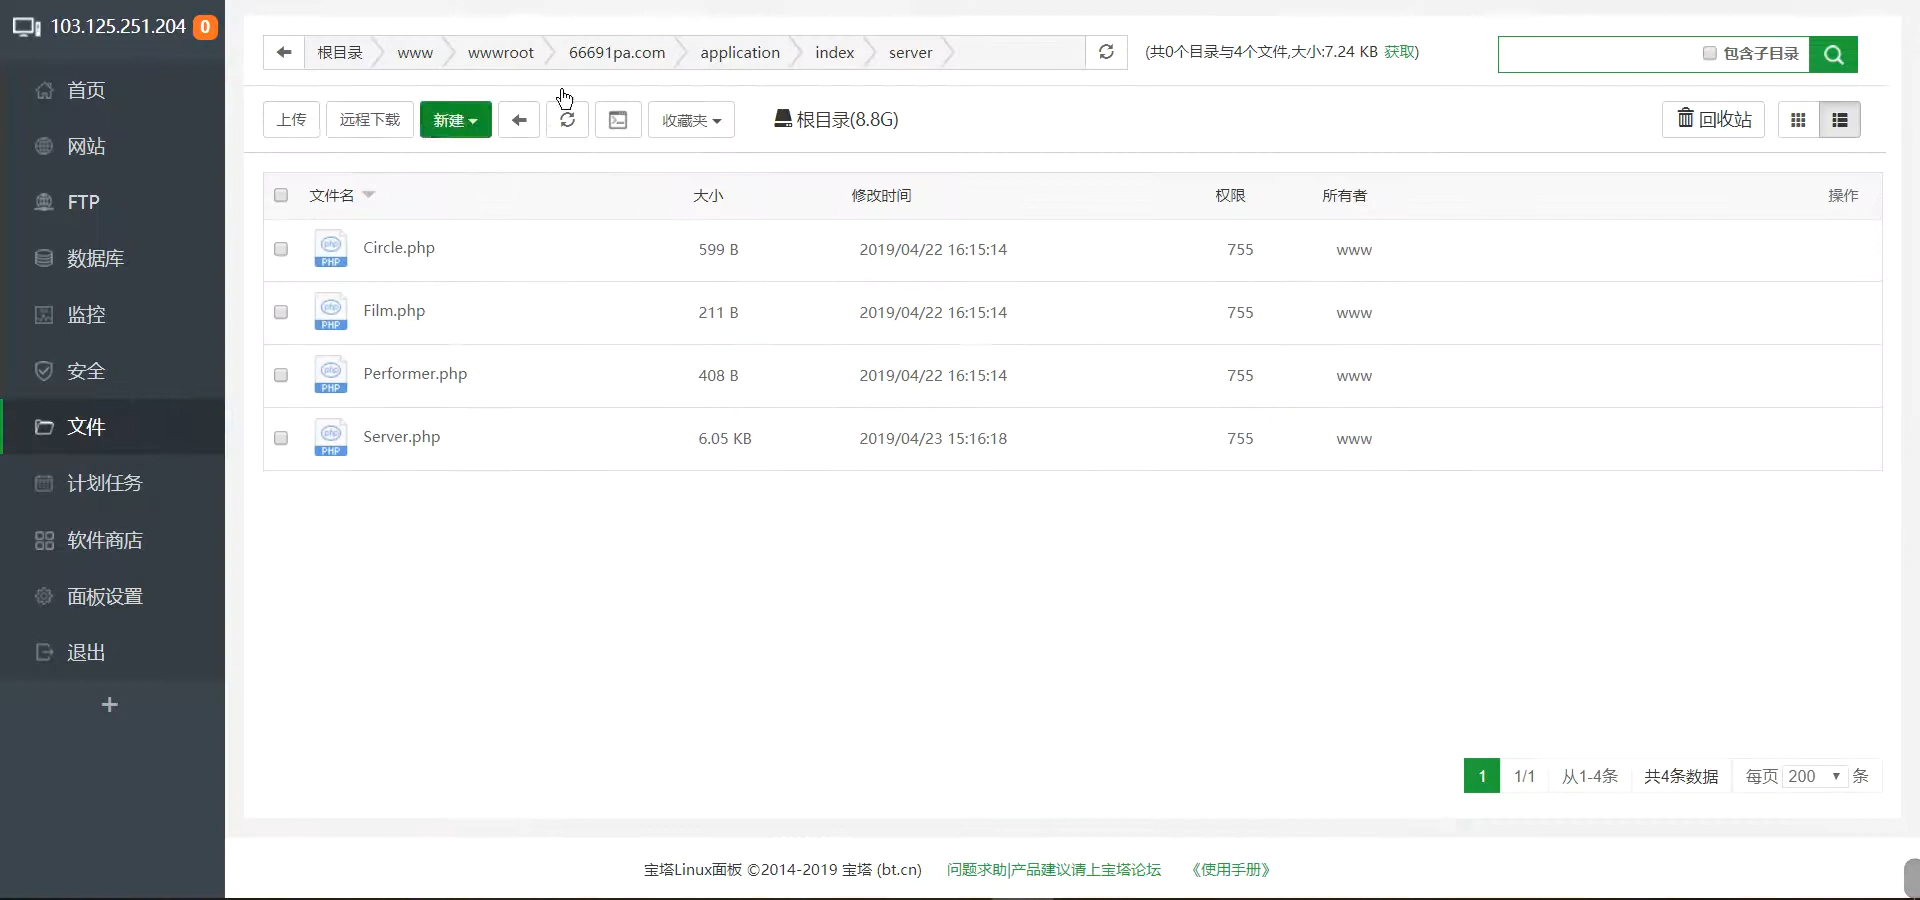 103.125.251.204 0
首页
网站
FTP
数据库
监控
安全
文件
计划任务
软件商店
面板设置
退出
根目录 www wwwroot 66691pa.com application index server
(共0个目录与4个文件,大小:7.24 KB 获取)
包含子目录
上传 远程下载 新建 收藏夹 根目录(8.8G) 回收站
文件名 大小 修改时间 权限 所有者 操作
Circle.php 599 B 2019/04/22 16:15:14 755 www
Film.php 211 B 2019/04/22 16:15:14 755 www
Performer.php 408 B 2019/04/22 16:15:14 755 www
Server.php 6.05 KB 2019/04/23 15:16:18 755 www
1 1/1 从1-4条 共4条数据 每页 200 条
宝塔Linux面板 ©2014-2019 宝塔 (bt.cn) 问题求助|产品建议请上宝塔论坛 《使用手册》